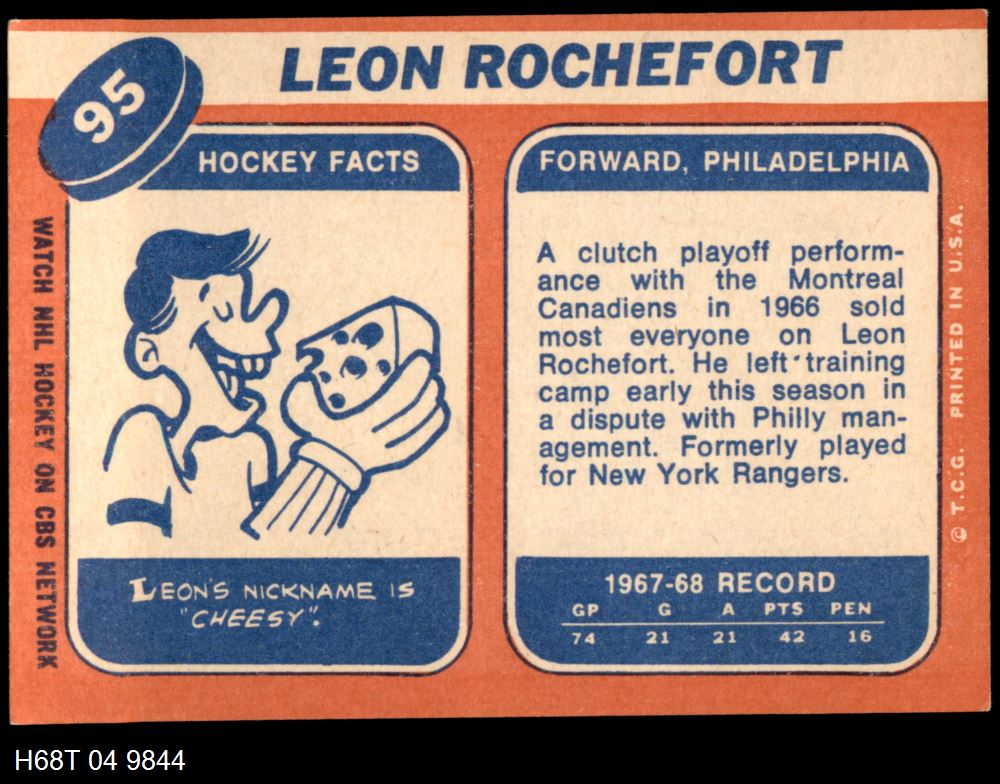 95
LEON ROCHEFORT
HOCKEY FACTS
LEON'S NICKNAME IS
"CHEESY".
FORWARD, PHILADELPHIA
A clutch playoff perform-
ance with the Montreal
Canadiens in 1966 sold
most everyone on Leon
Rochefort. He left training
camp early this season in
a dispute with Philly man-
agement. Formerly played
for New York Rangers.
1967-68 RECORD
GP G A PTS PEN
74 21 21 42 16
WATCH NHL HOCKEY ON CBS NETWORK
© T.C.G. PRINTED IN U.S.A.
H68T 04 9844